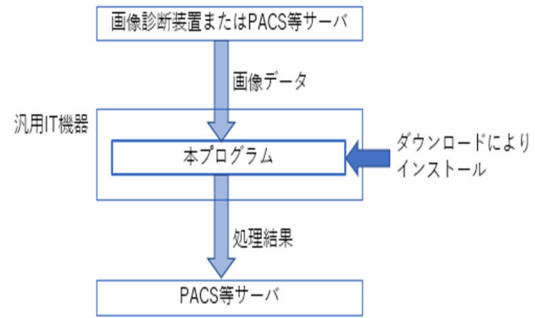 画像診断装置またはPACS等サーバ
画像データ
汎用IT機器
本プログラム
ダウンロードにより
インストール
処理結果
PACS等サーバ